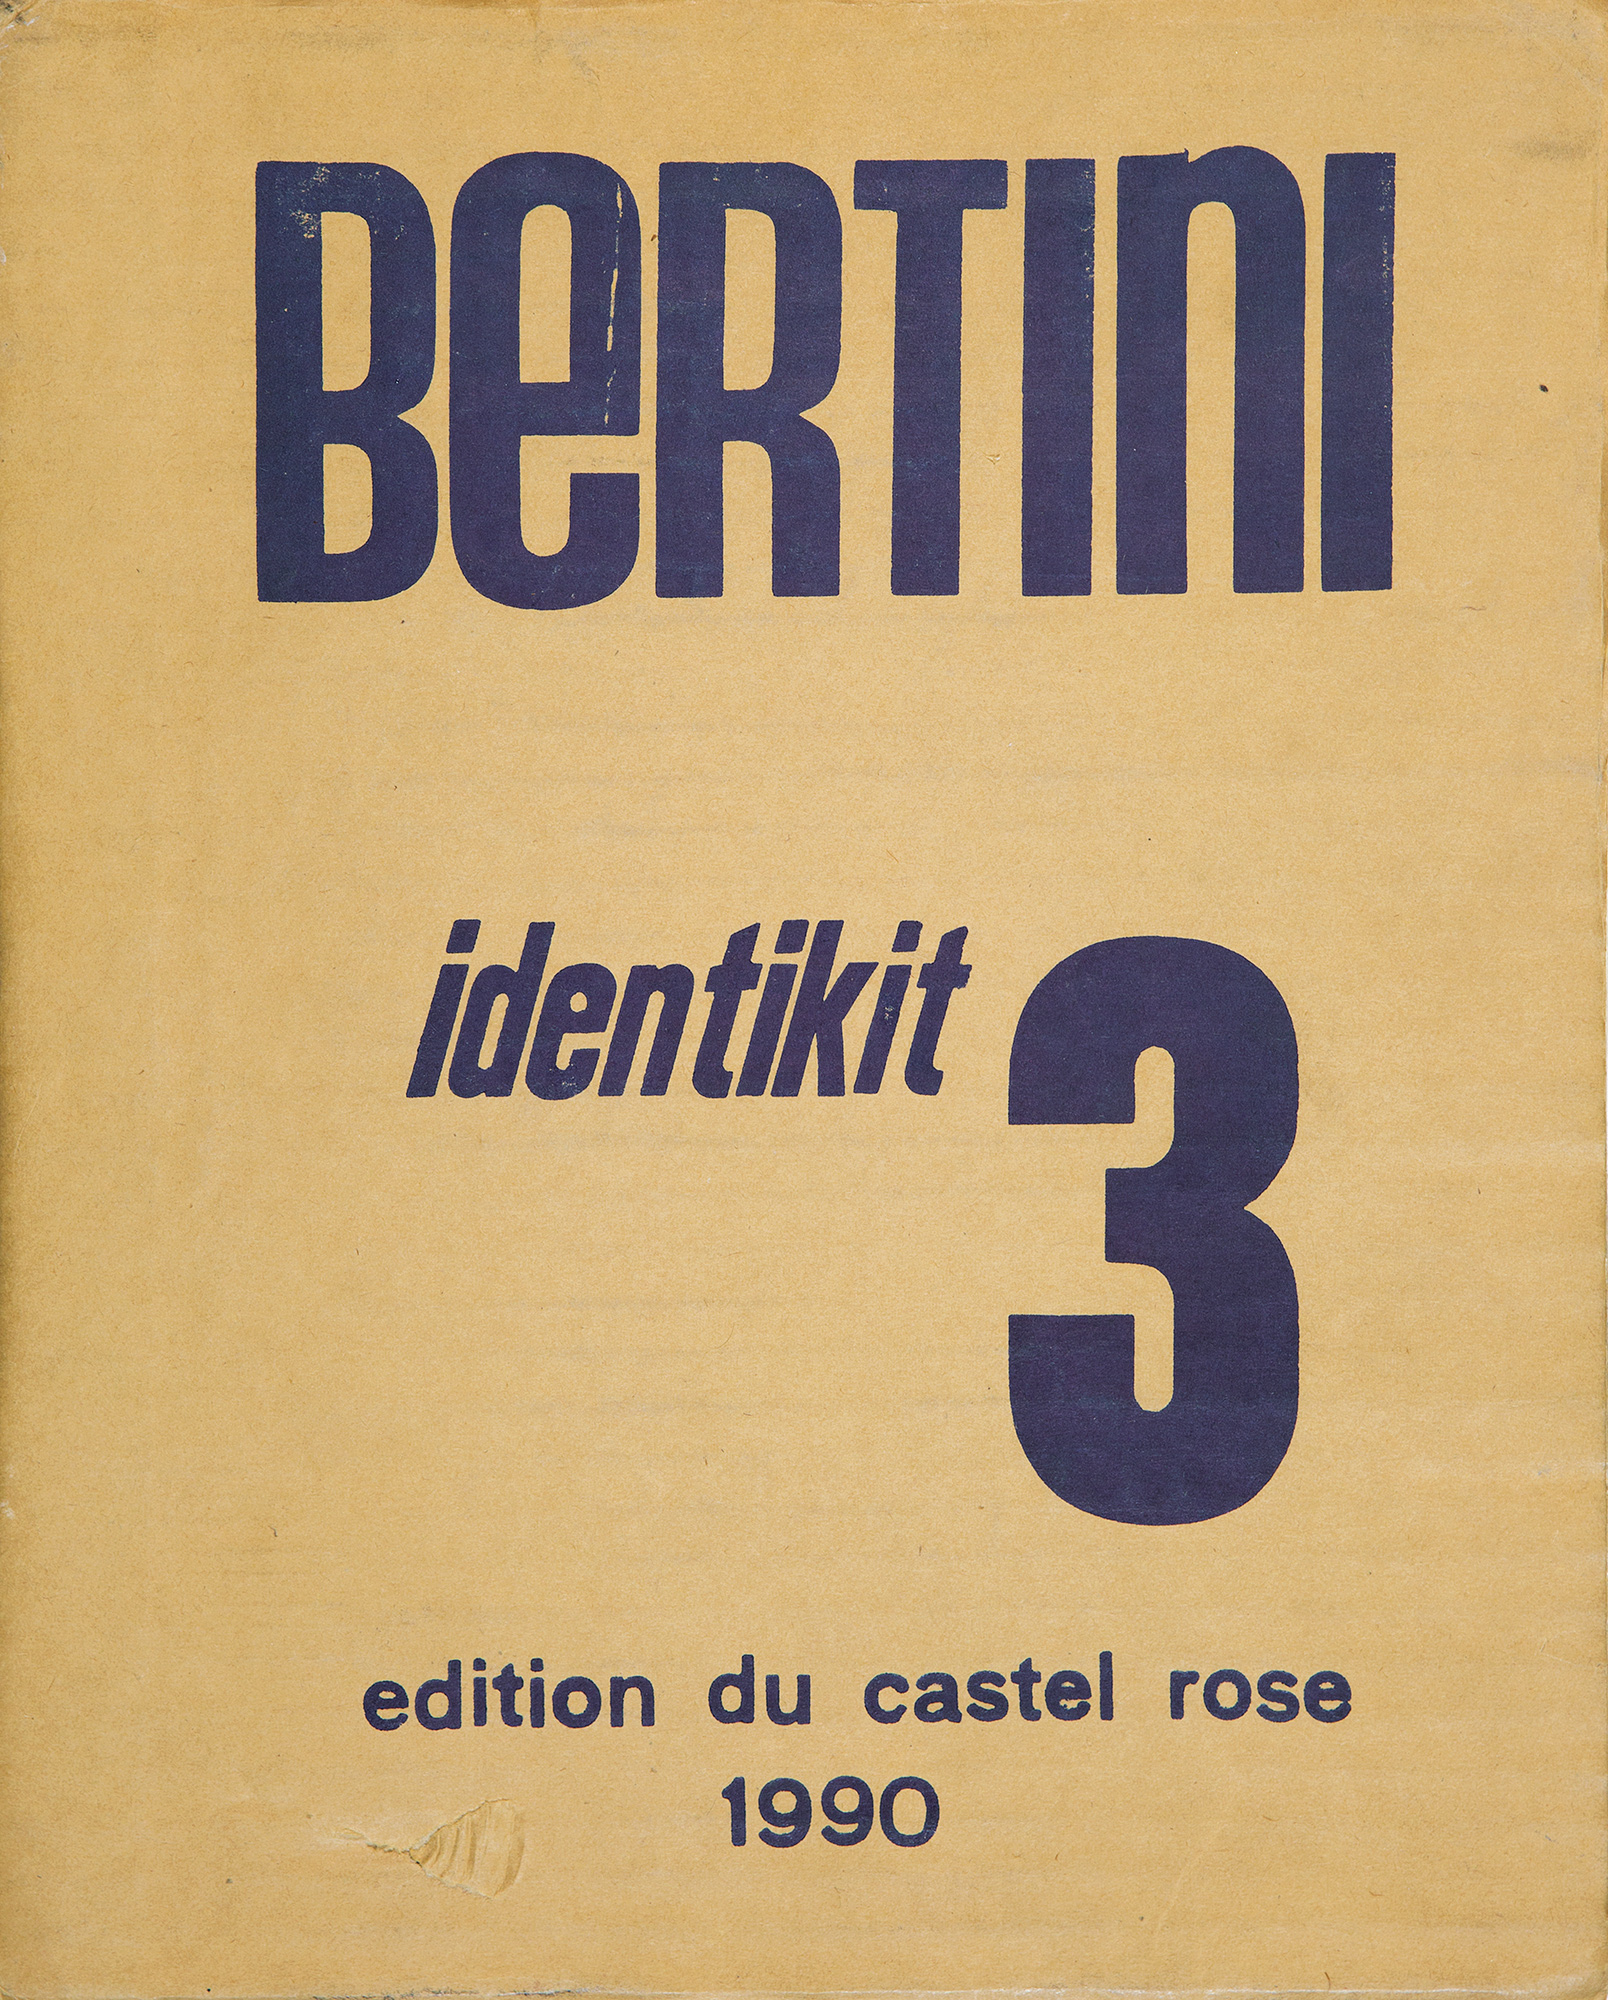 BeRTInI
identikit 3
edition du castel rose
1990